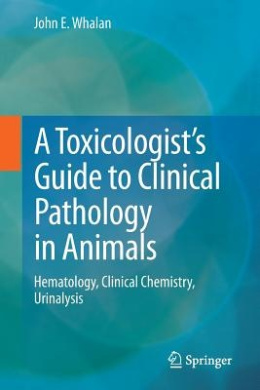 John E. Whalan
A Toxicologist's
Guide to Clinical
Pathology
in Animals
Hematology, Clinical Chemistry,
Urinalysis
Springer